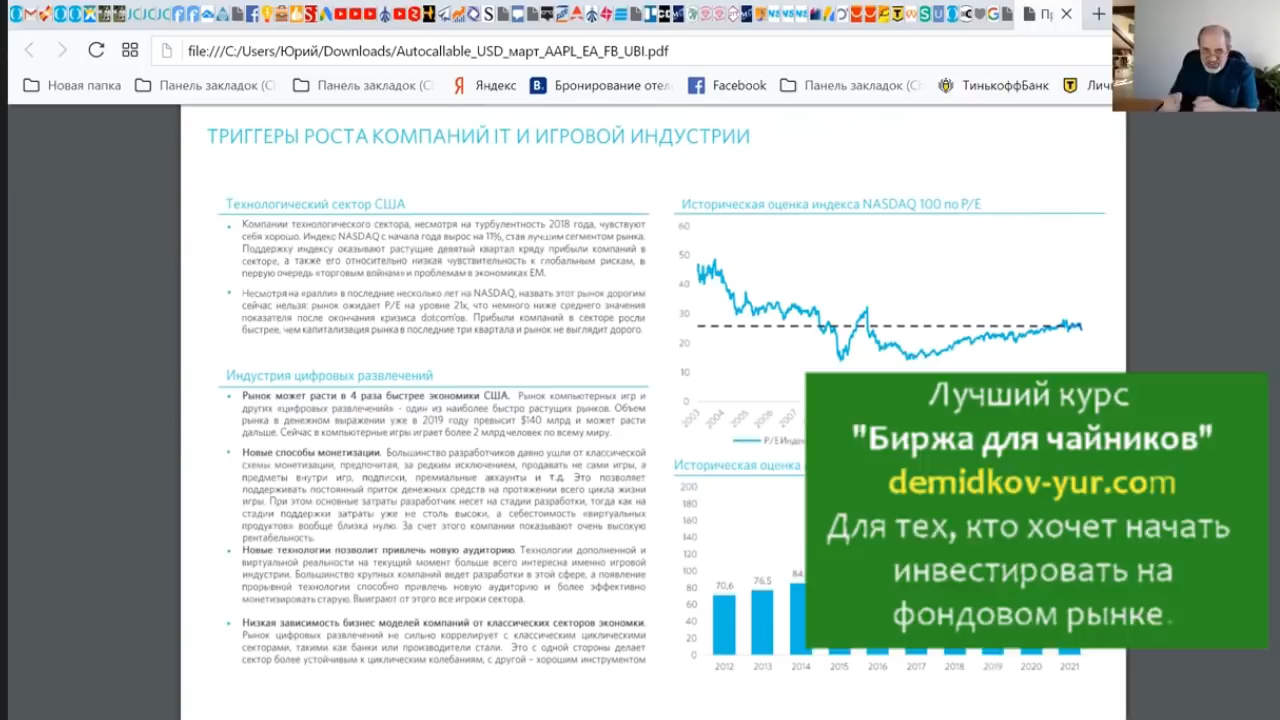 file:///C:/Users/Юрий/Downloads/Autocallable_USD_март_AAPL_EA_FB_UBI.pdf
Новая папка
Панель закладок (С
Панель закладок (С
Яндекс
Бронирование отел
Facebook
Панель закладок (С
ТинькоффБанк
Личн
ТРИГГЕРЫ РОСТА КОМПАНИЙ IT И ИГРОВОЙ ИНДУСТРИИ
Технологический сектор США
Компании технологического сектора, несмотря на турбулентность 2018 года, чувствуют
себя хорошо. Индекс NASDAQ с начала года вырос на 11%, став лучшим сегментом рынка.
Поддержку индексу оказывают растущие девятый квартал кряду прибыли компаний в
секторе, а также его относительно низкая чувствительность к глобальным рискам, в
первую очередь «торговым войнам» и проблемам в экономиках ЕМ.
Несмотря на «ралли» в последние несколько лет на NASDAQ, назвать этот рынок дорогим
сейчас нельзя: рынок ожидает P/E на уровне 21x, что немного ниже среднего значения
показателя после окончания кризиса dotcom'ов. Прибыли компаний в секторе росли
быстрее, чем капитализация рынка в последние три квартала и рынок не выглядит дорого.
Индустрия цифровых развлечений
Рынок может расти в 4 раза быстрее экономики США. Рынок компьютерных игр и
других «цифровых развлечений» - один из наиболее быстро растущих рынков. Объем
рынка в денежном выражении уже в 2019 году превысит $140 млрд и может расти
дальше. Сейчас в компьютерные игры играет более 2 млрд человек по всему миру.
Новые способы монетизации. Большинство разработчиков давно ушли от классической
схемы монетизации, предпочитая, за редким исключением, продавать не сами игры, а
предметы внутри игр, подписки, премиальные аккаунты и т.д. Это позволяет
поддерживать постоянный приток денежных средств на протяжении всего цикла жизни
игры. При этом основные затраты разработчик несет на стадии разработки, тогда как на
стадии поддержки затраты уже не столь высоки, а себестоимость «виртуальных
продуктов» вообще близка нулю. За счет этого компании показывают очень высокую
рентабельность.
Новые технологии позволит привлечь новую аудиторию. Технологии дополненной и
виртуальной реальности на текущий момент больше всего интересна именно игровой
индустрии. Большинство крупных компаний ведет разработки в этой сфере, а появление
прорывной технологии способно привлечь новую аудиторию и более эффективно
монетизировать старую. Выиграют от этого все игроки сектора.
Низкая зависимость бизнес моделей компаний от классических секторов экономки.
Рынок цифровых развлечений не сильно коррелирует с классическим циклическими
секторами, такими как банки или производители стали. Это с одной стороны делает
сектор более устойчивым к циклическим колебаниям, с другой – хорошим инструментом
Историческая оценка индекса NASDAQ 100 по P/E
60
50
40
30
20
10
0
2003 2004 2005 2006 2007
P/E Индек
Историческая оценка
200
180
160
140
120
100
80
60
40
20
0
70,6 76,5 84,
2012 2013 2014 2015 2016 2017 2018 2019 2020 2021
Лучший курс
"Биржа для чайников"
demidkov-yur.com
Для тех, кто хочет начать
инвестировать на
фондовом рынке.